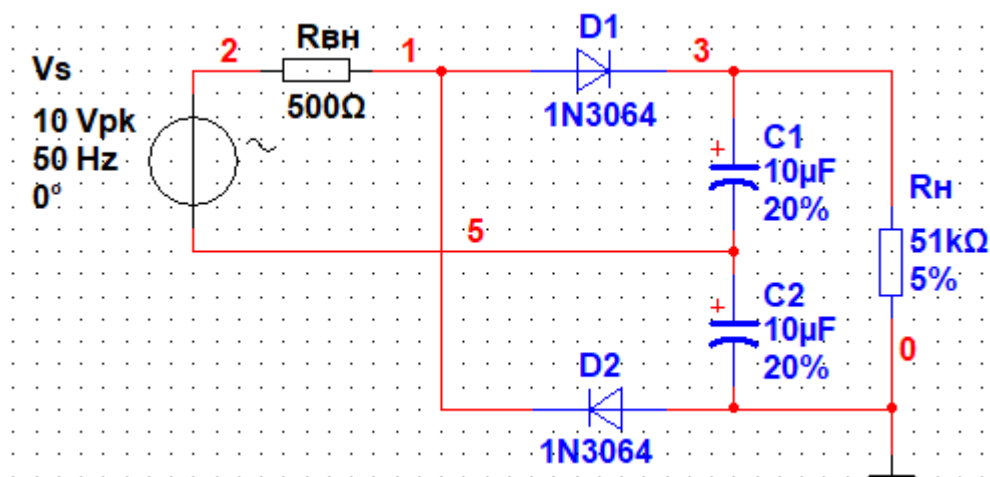 Vs
10 Vpk
50 Hz
0°
2
RВН
500Ω
1
D1
1N3064
3
+
C1
10µF
20%
RН
51kΩ
5%
5
+
C2
10µF
20%
0
D2
1N3064